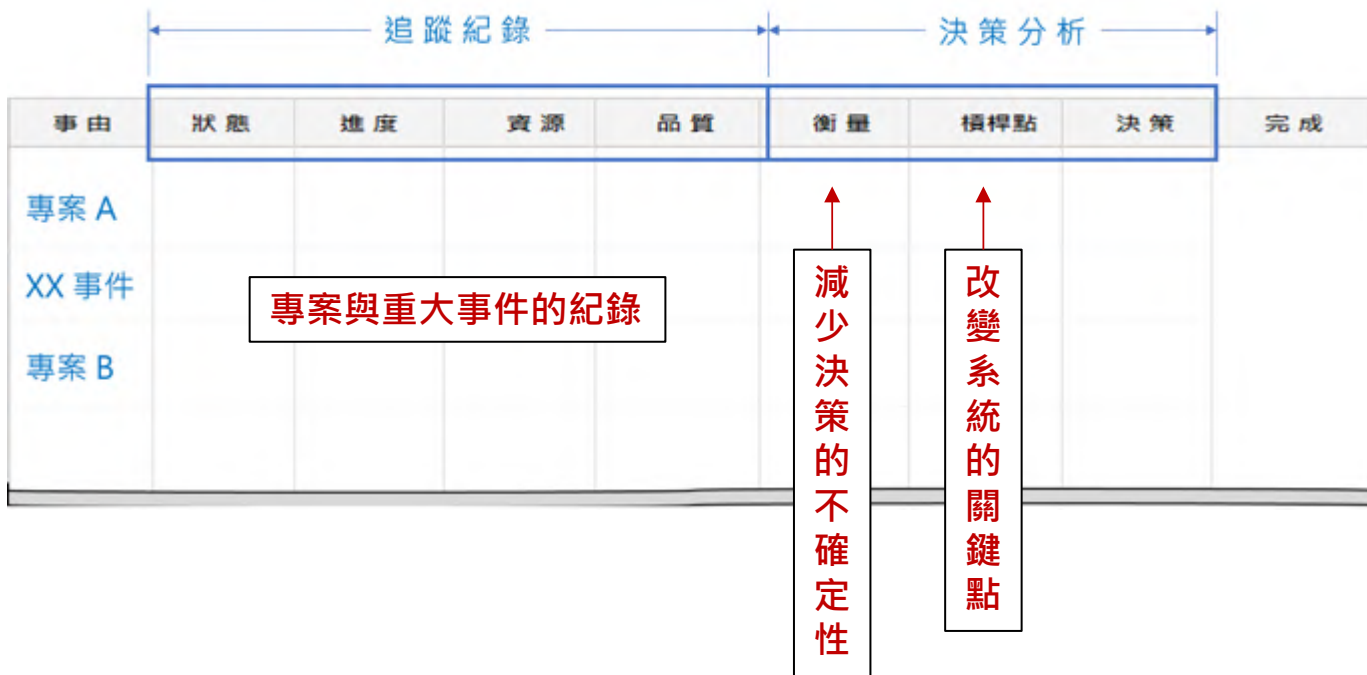 追蹤紀錄
決策分析
事由 狀態 進度 資源 品質 衡量 槓桿點 決策 完成
專案 A
XX 事件
專案 B
專案與重大事件的紀錄
減少決策的不確定性
改變系統的關鍵點